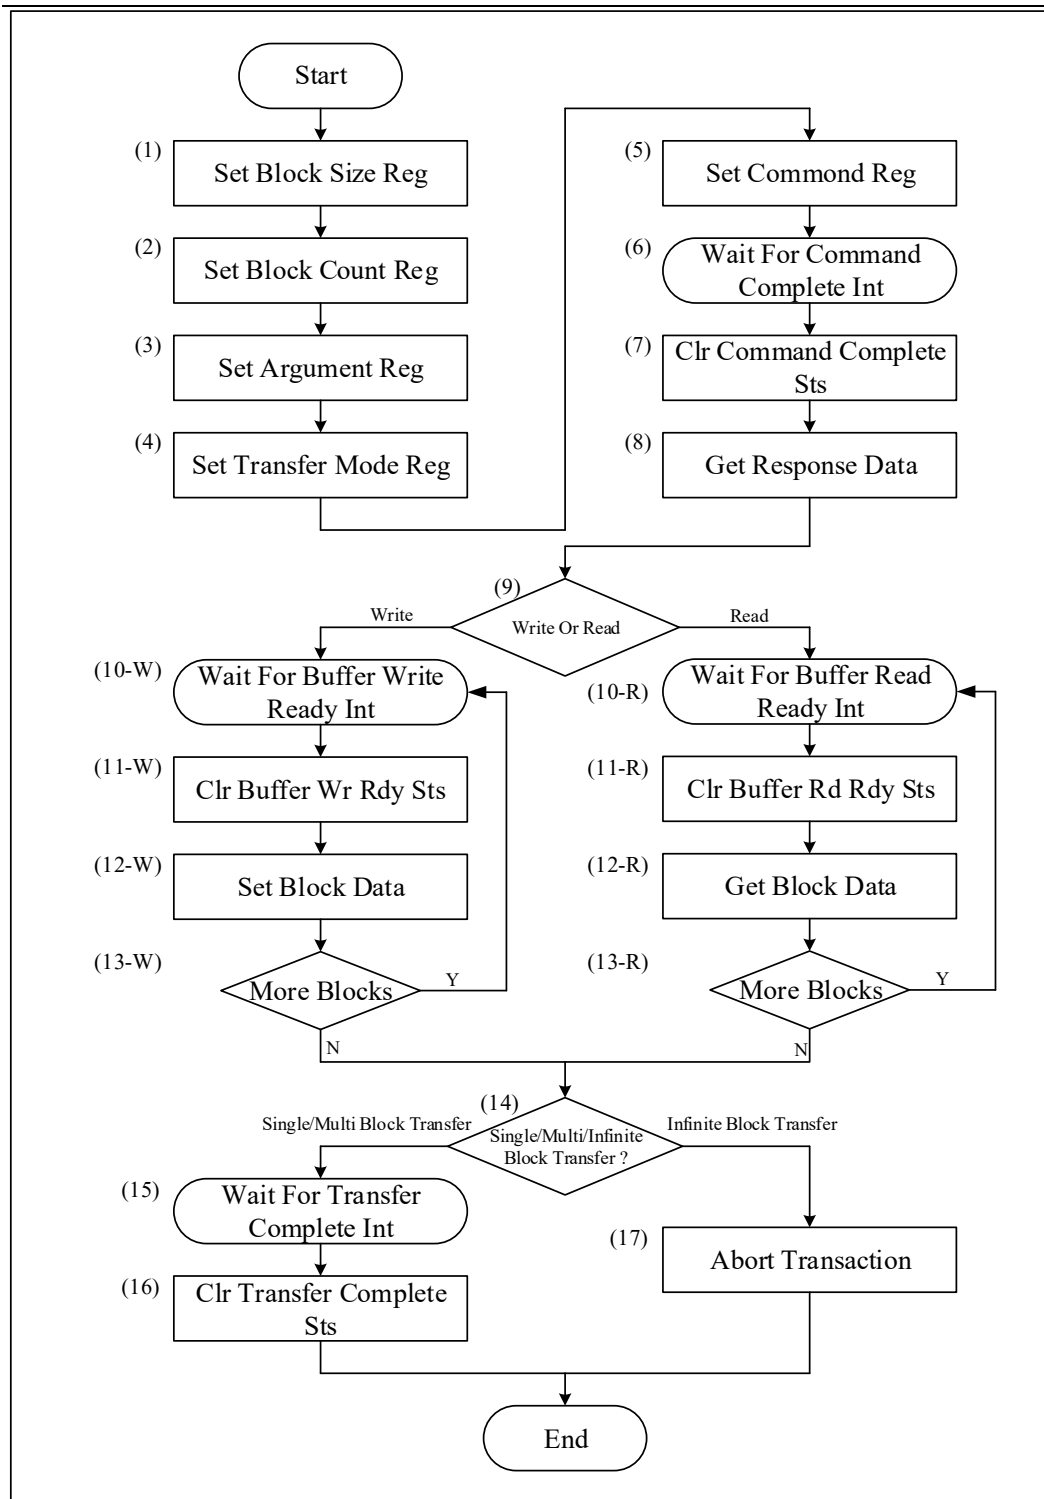 Start
(1)
Set Block Size Reg
(2)
Set Block Count Reg
(3)
Set Argument Reg
(4)
Set Transfer Mode Reg
(5)
Set Commond Reg
(6)
Wait For Command
Complete Int
(7)
Clr Command Complete
Sts
(8)
Get Response Data
(9)
Write Or Read
Write
Read
(10-W)
Wait For Buffer Write
Ready Int
(11-W)
Clr Buffer Wr Rdy Sts
(12-W)
Set Block Data
(13-W)
More Blocks
Y
N
(10-R)
Wait For Buffer Read
Ready Int
(11-R)
Clr Buffer Rd Rdy Sts
(12-R)
Get Block Data
(13-R)
More Blocks
Y
N
(14)
Single/Multi/Infinite
Block Transfer ?
Single/Multi Block Transfer
Infinite Block Transfer
(15)
Wait For Transfer
Complete Int
(16)
Clr Transfer Complete
Sts
(17)
Abort Transaction
End